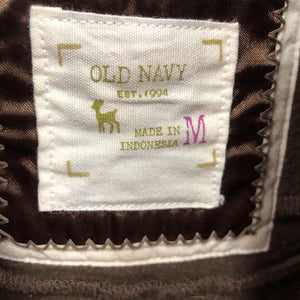 OLD NAVY
EST. 1994
MADE IN
INDONESIA
M